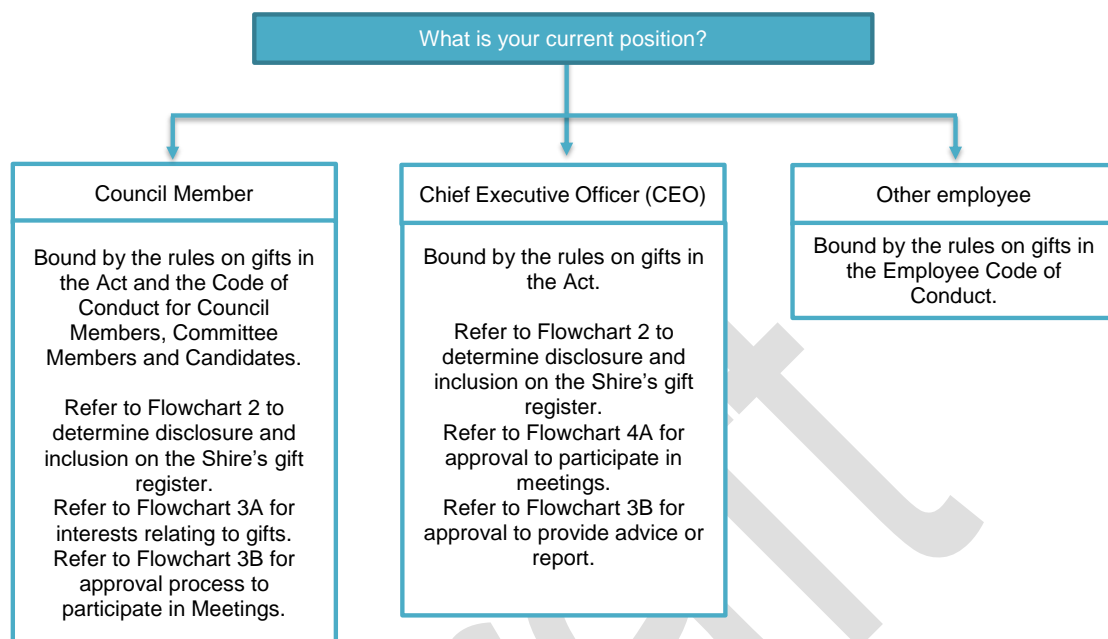 What is your current position?
Council Member
Bound by the rules on gifts in
the Act and the Code of
Conduct for Council
Members, Committee
Members and Candidates.
Refer to Flowchart 2 to
determine disclosure and
inclusion on the Shire’s gift
register.
Refer to Flowchart 3A for
interests relating to gifts.
Refer to Flowchart 3B for
approval process to
participate in Meetings.
Chief Executive Officer (CEO)
Bound by the rules on gifts in
the Act.
Refer to Flowchart 2 to
determine disclosure and
inclusion on the Shire’s gift
register.
Refer to Flowchart 4A for
approval to participate in
meetings.
Refer to Flowchart 3B for
approval to provide advice or
report.
Other employee
Bound by the rules on gifts in
the Employee Code of
Conduct.